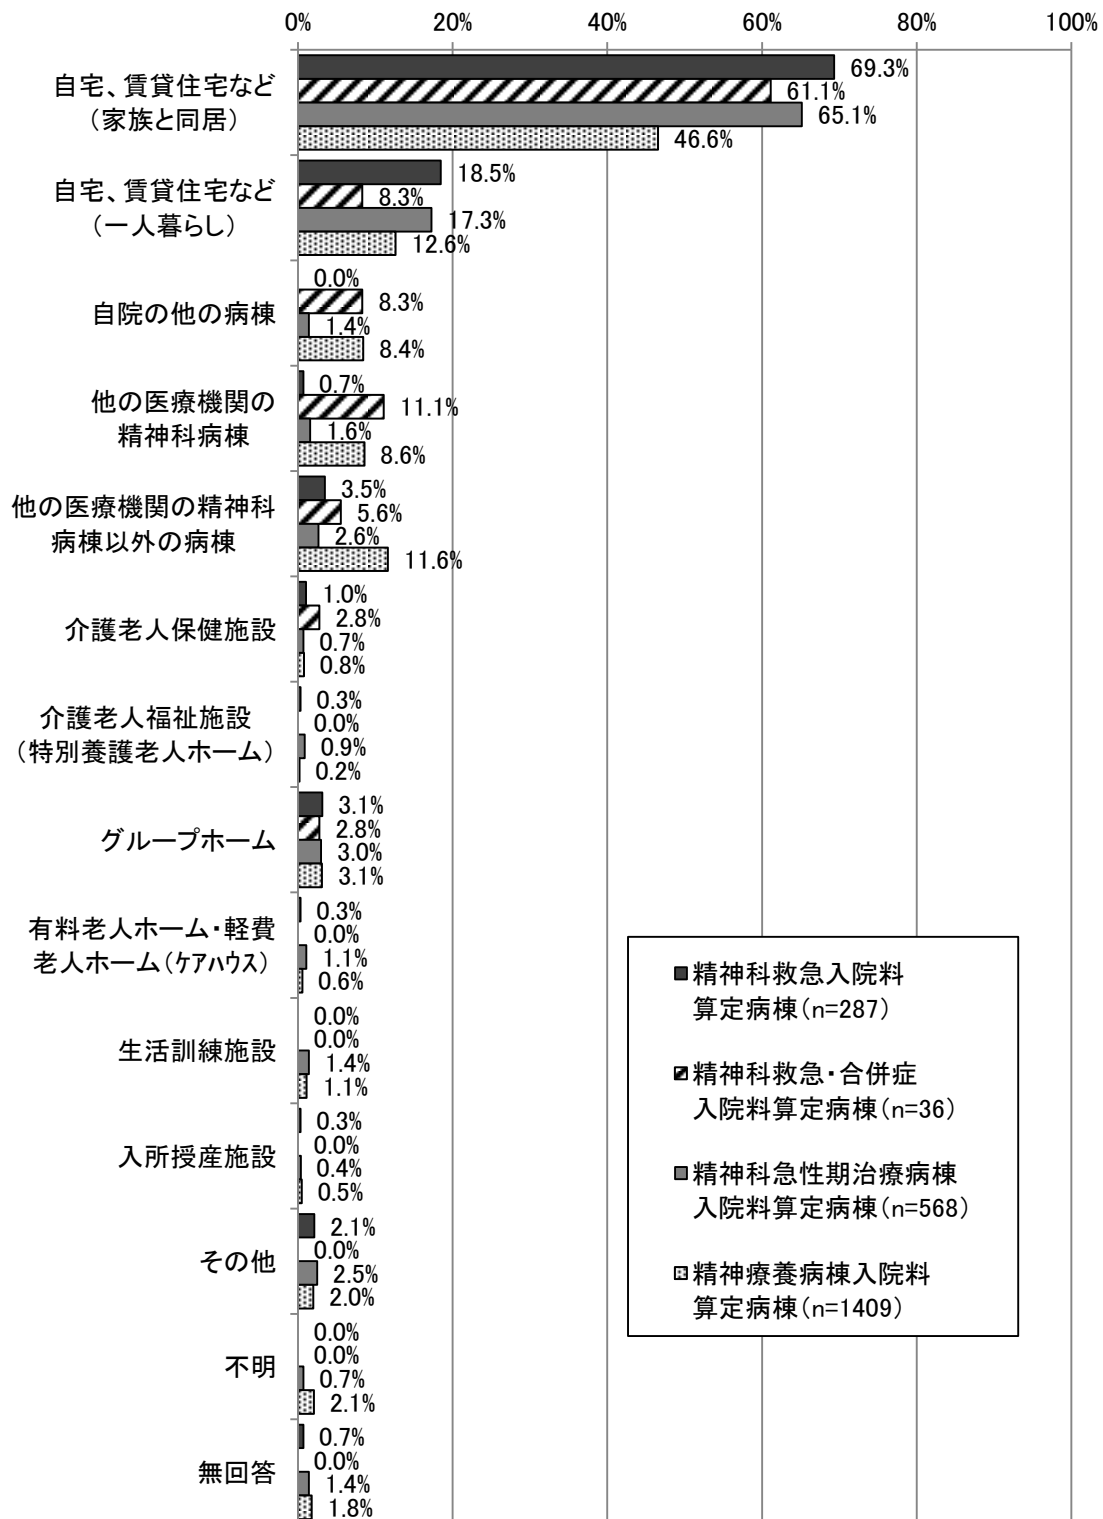 0% 20% 40% 60% 80% 100%
自宅、賃貸住宅など
（家族と同居）
69.3%
61.1%
65.1%
46.6%
自宅、賃貸住宅など
（一人暮らし）
18.5%
8.3%
17.3%
12.6%
自院の他の病棟
0.0%
8.3%
1.4%
8.4%
他の医療機関の
精神科病棟
0.7%
11.1%
1.6%
8.6%
他の医療機関の精神科
病棟以外の病棟
3.5%
5.6%
2.6%
11.6%
介護老人保健施設
1.0%
2.8%
0.7%
0.8%
介護老人福祉施設
（特別養護老人ホーム）
0.3%
0.0%
0.9%
0.2%
グループホーム
3.1%
2.8%
3.0%
3.1%
有料老人ホーム・軽費
老人ホーム（ｹｱﾊｳｽ）
0.3%
0.0%
1.1%
0.6%
生活訓練施設
0.0%
0.0%
1.4%
1.1%
入所授産施設
0.3%
0.0%
0.4%
0.5%
その他
2.1%
0.0%
2.5%
2.0%
不明
0.0%
0.0%
0.7%
2.1%
無回答
0.7%
0.0%
1.4%
1.8%
精神科救急入院料
算定病棟（n=287）
精神科救急・合併症
入院料算定病棟（n=36）
精神科急性期治療病棟
入院料算定病棟（n=568）
精神療養病棟入院料
算定病棟（n=1409）